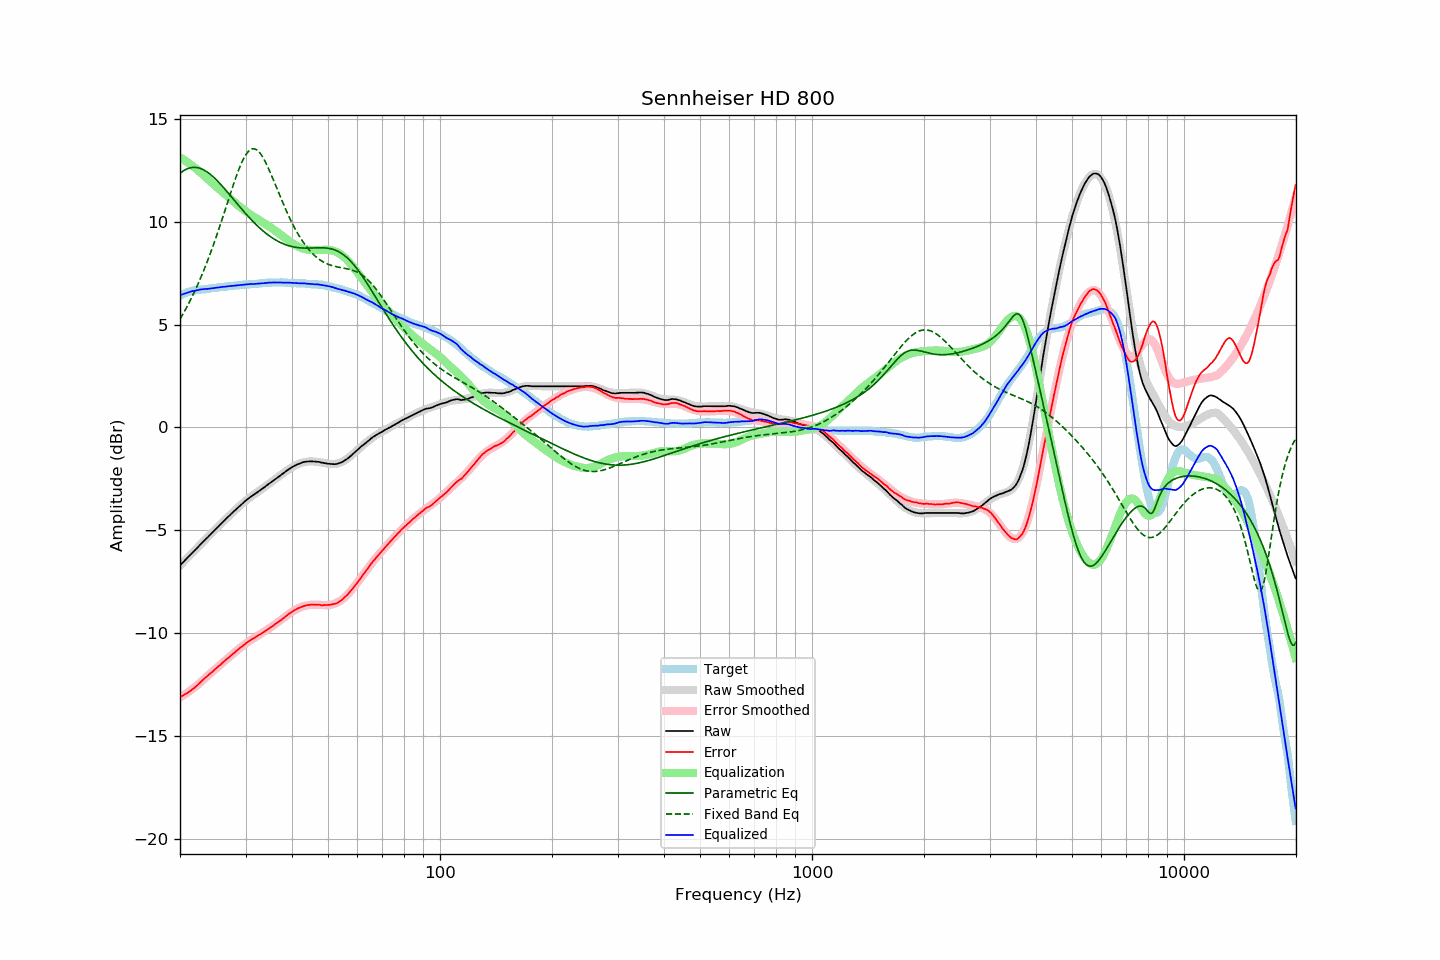 Sennheiser HD 800
Amplitude (dBr)
15
10
5
0
−5
−10
−15
−20
Target
Raw Smoothed
Error Smoothed
Raw
Error
Equalization
Parametric Eq
Fixed Band Eq
Equalized
100
1000
10000
Frequency (Hz)